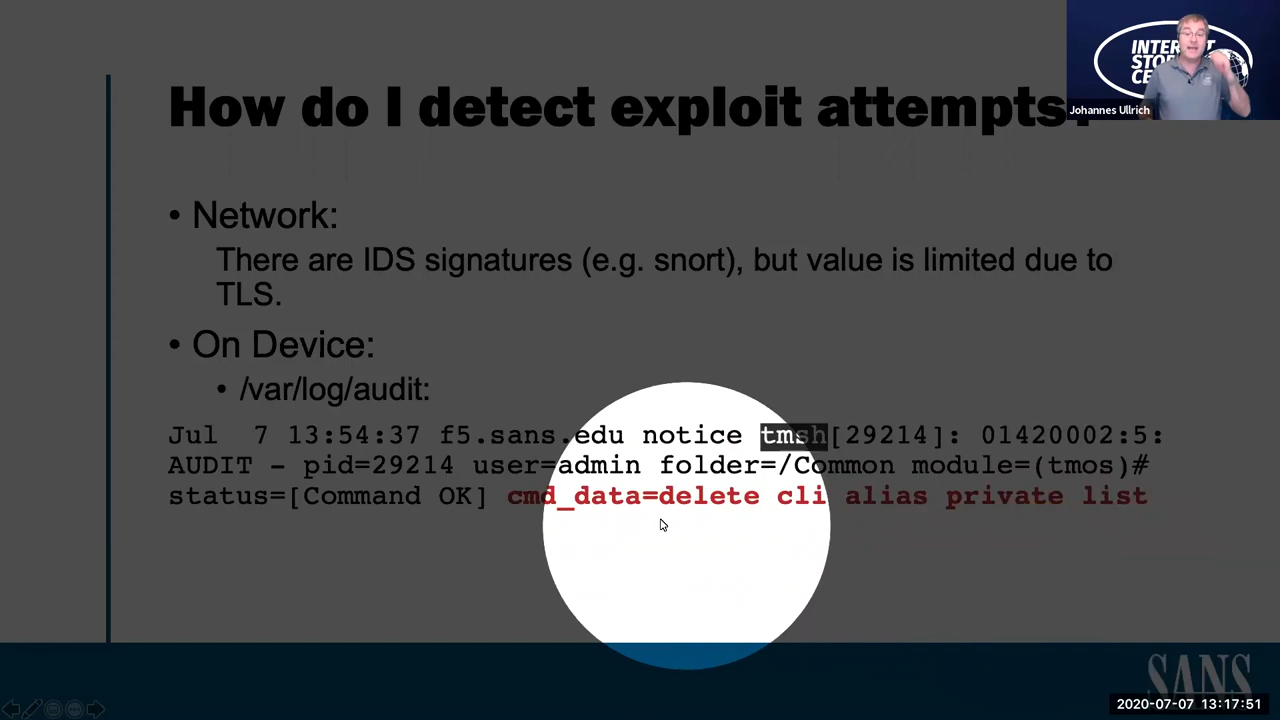 How do I detect exploit attempts?
INTERNET
STORM
CENTER
Johannes Ullrich
• Network:
There are IDS signatures (e.g. snort), but value is limited due to
TLS.
• On Device:
• /var/log/audit:
Jul  7 13:54:37 f5.sans.edu notice tmsh[29214]: 01420002:5:
AUDIT - pid=29214 user=admin folder=/Common module=(tmos)#
status=[Command OK] cmd_data=delete cli alias private list
SANS
2020-07-07 13:17:51